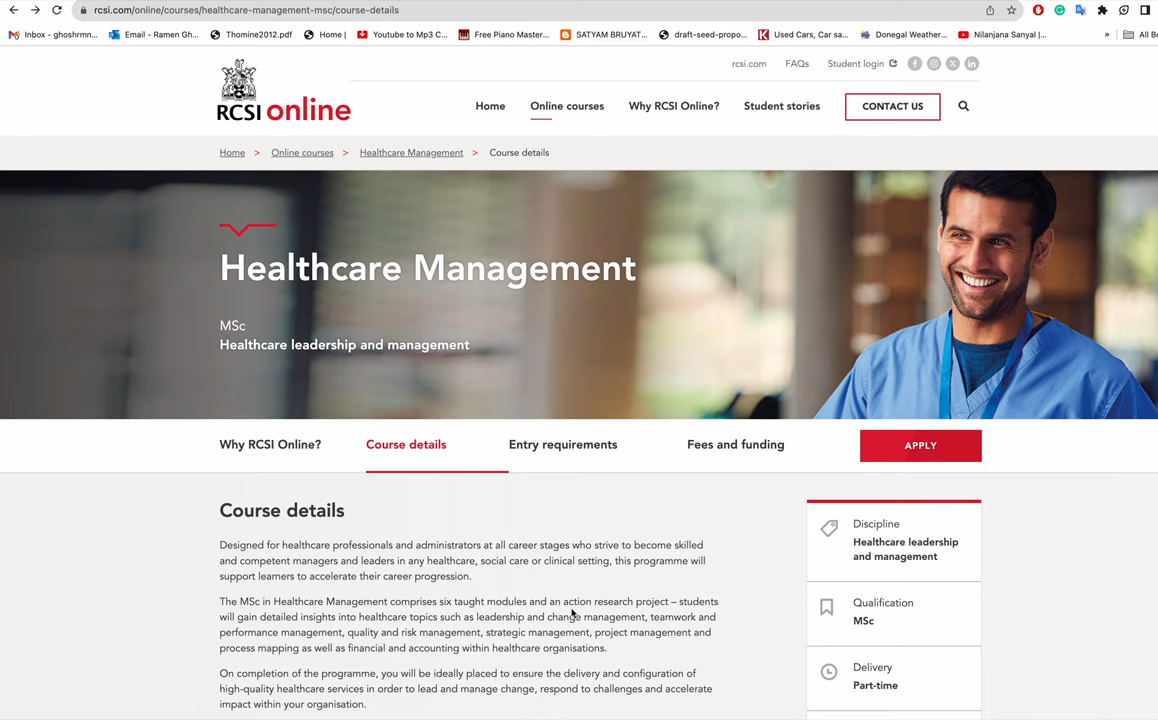 rcsi.com/online/courses/healthcare-management-msc/course-details
Inbox - ghoshrmn... Email - Ramen Gh... Thomine2012.pdf Home | Youtube to Mp3 C... Free Piano Master... SATYAM BRUYAT... draft-seed-propo... Used Cars, Car sa... Donegal Weather... Nilanjana Sanyal |... » All Bo
rcsi.com FAQs Student login
RCSI online
Home Online courses Why RCSI Online? Student stories CONTACT US
Home > Online courses > Healthcare Management > Course details
Healthcare Management
MSc
Healthcare leadership and management
Why RCSI Online? Course details Entry requirements Fees and funding APPLY
Course details
Designed for healthcare professionals and administrators at all career stages who strive to become skilled
and competent managers and leaders in any healthcare, social care or clinical setting, this programme will
support learners to accelerate their career progression.
The MSc in Healthcare Management comprises six taught modules and an action research project – students
will gain detailed insights into healthcare topics such as leadership and change management, teamwork and
performance management, quality and risk management, strategic management, project management and
process mapping as well as financial and accounting within healthcare organisations.
On completion of the programme, you will be ideally placed to ensure the delivery and configuration of
high-quality healthcare services in order to lead and manage change, respond to challenges and accelerate
impact within your organisation.
Discipline
Healthcare leadership
and management
Qualification
MSc
Delivery
Part-time